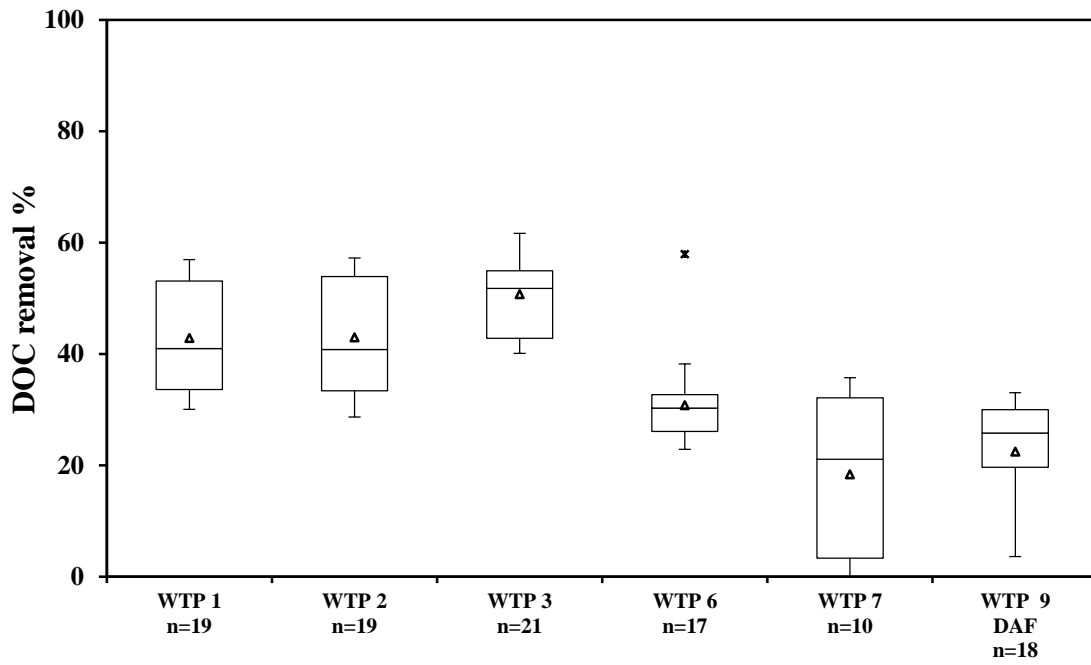 DOC removal %
100
80
60
40
20
0
WTP 1
n=19
WTP 2
n=19
WTP 3
n=21
WTP 6
n=17
WTP 7
n=10
WTP 9
DAF
n=18